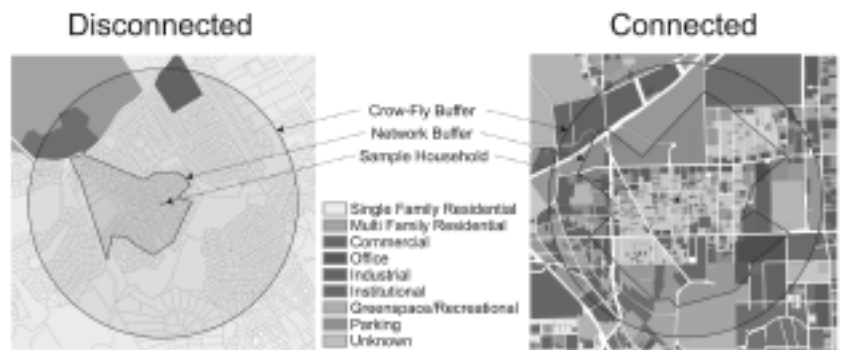 Disconnected
Connected
Crow-Fly Buffer
Network Buffer
Sample Household
Single Family Residential
Multi Family Residential
Commercial
Office
Industrial
Institutional
Greenspace/Recreational
Parking
Unknown